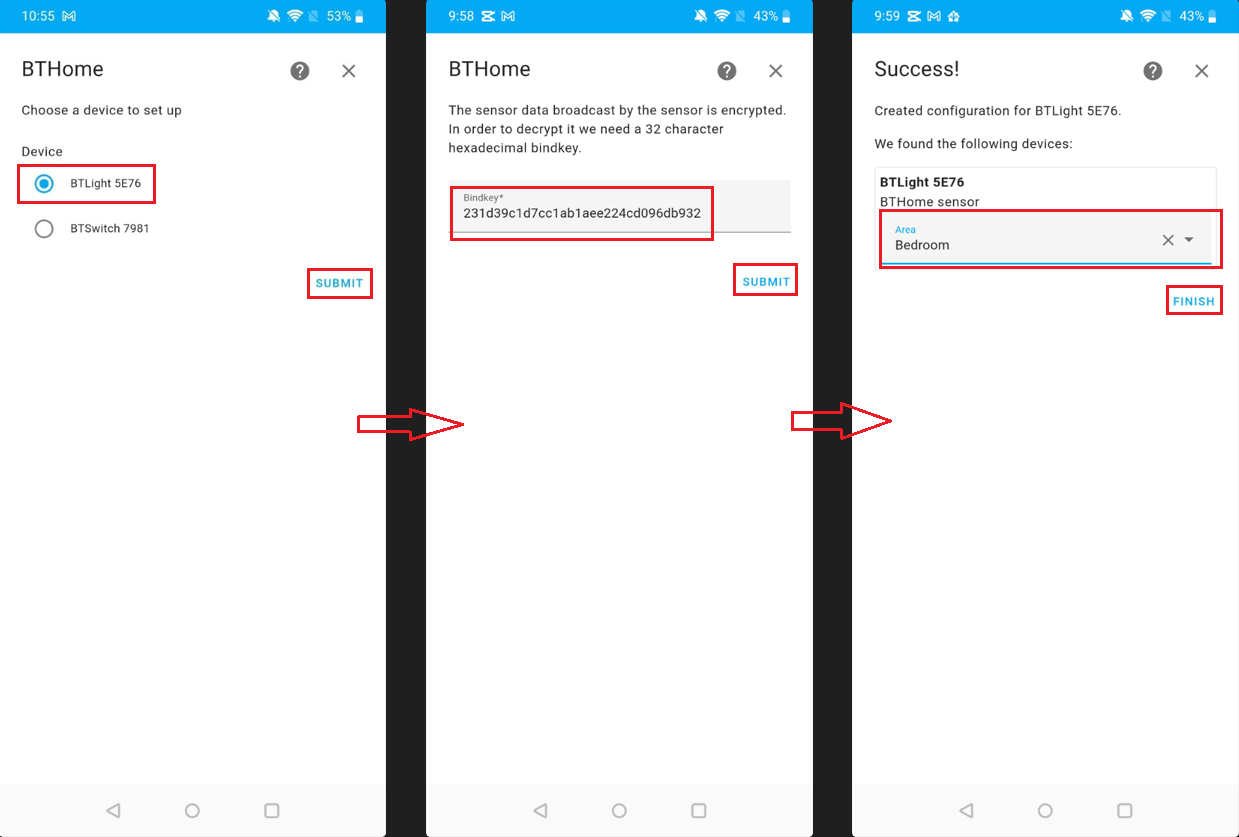 10:55 53%
BTHome
Choose a device to set up
Device
BTLight 5E76
BTSwitch 7981
SUBMIT
9:58 43%
BTHome
The sensor data broadcast by the sensor is encrypted.
In order to decrypt it we need a 32 character
hexadecimal bindkey.
Bindkey*
231d39c1d7cc1ab1aee224cd096db932
SUBMIT
9:59 43%
Success!
Created configuration for BTLight 5E76.
We found the following devices:
BTLight 5E76
BTHome sensor
Area
Bedroom
FINISH